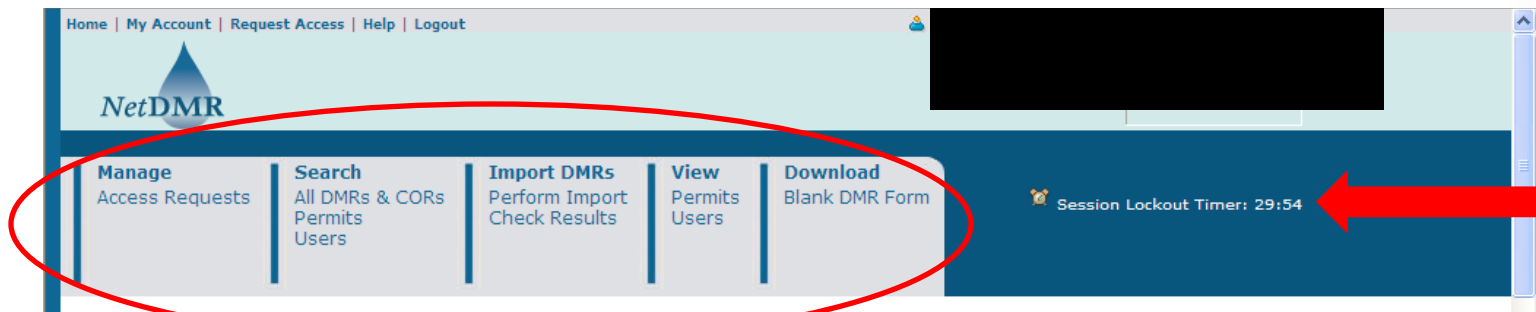 Home | My Account | Request Access | Help | Logout
NetDMR
Manage
Access Requests
Search
All DMRs & CORs
Permits
Users
Import DMRs
Perform Import
Check Results
View
Permits
Users
Download
Blank DMR Form
Session Lockout Timer: 29:54